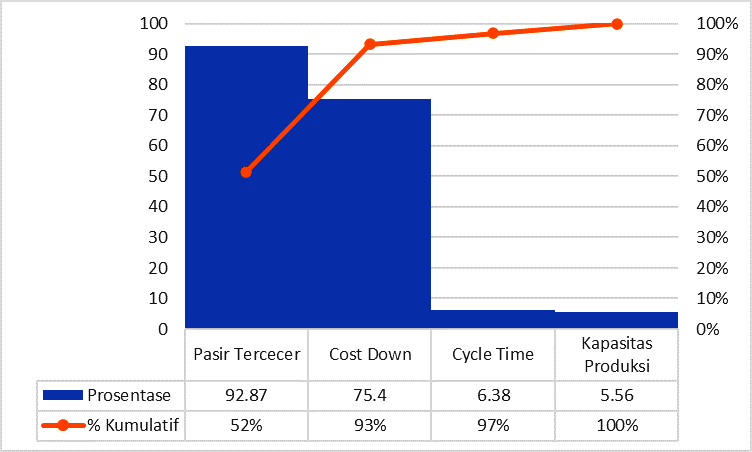 100 100%
90 90%
80 80%
70 70%
60 60%
50 50%
40 40%
30 30%
20 20%
10 10%
0 0%
Pasir Tercecer Cost Down Cycle Time Kapasitas
Produksi
Prosentase 92.87 75.4 6.38 5.56
% Kumulatif 52% 93% 97% 100%